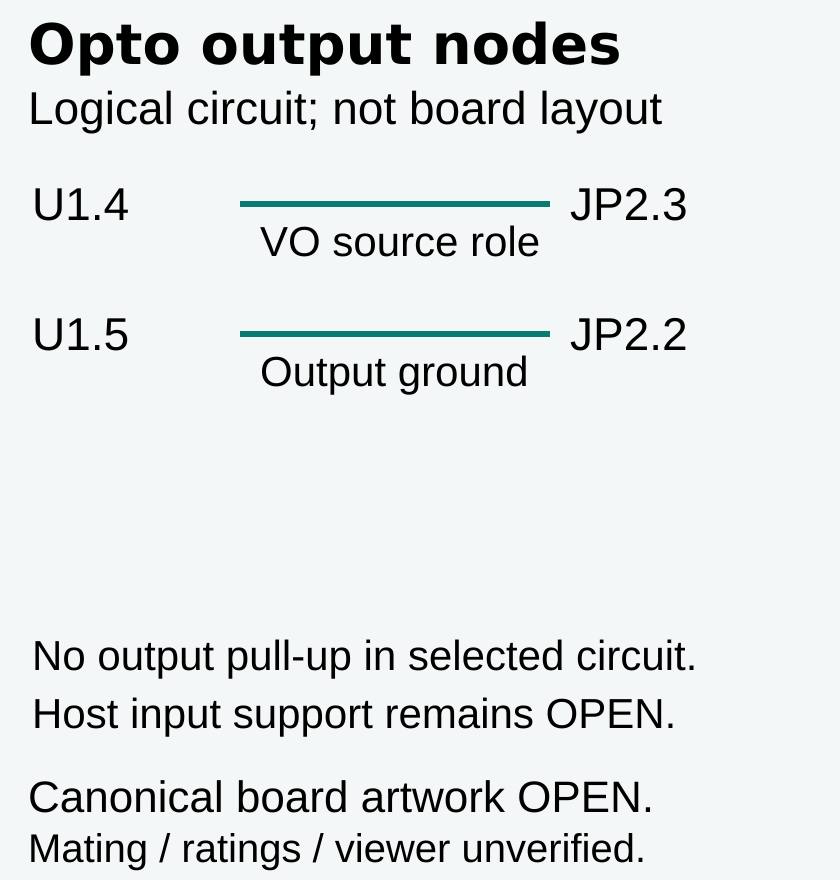 Opto output nodes
Logical circuit; not board layout
U1.4 JP2.3
VO source role
U1.5 JP2.2
Output ground
No output pull-up in selected circuit.
Host input support remains OPEN.
Canonical board artwork OPEN.
Mating / ratings / viewer unverified.